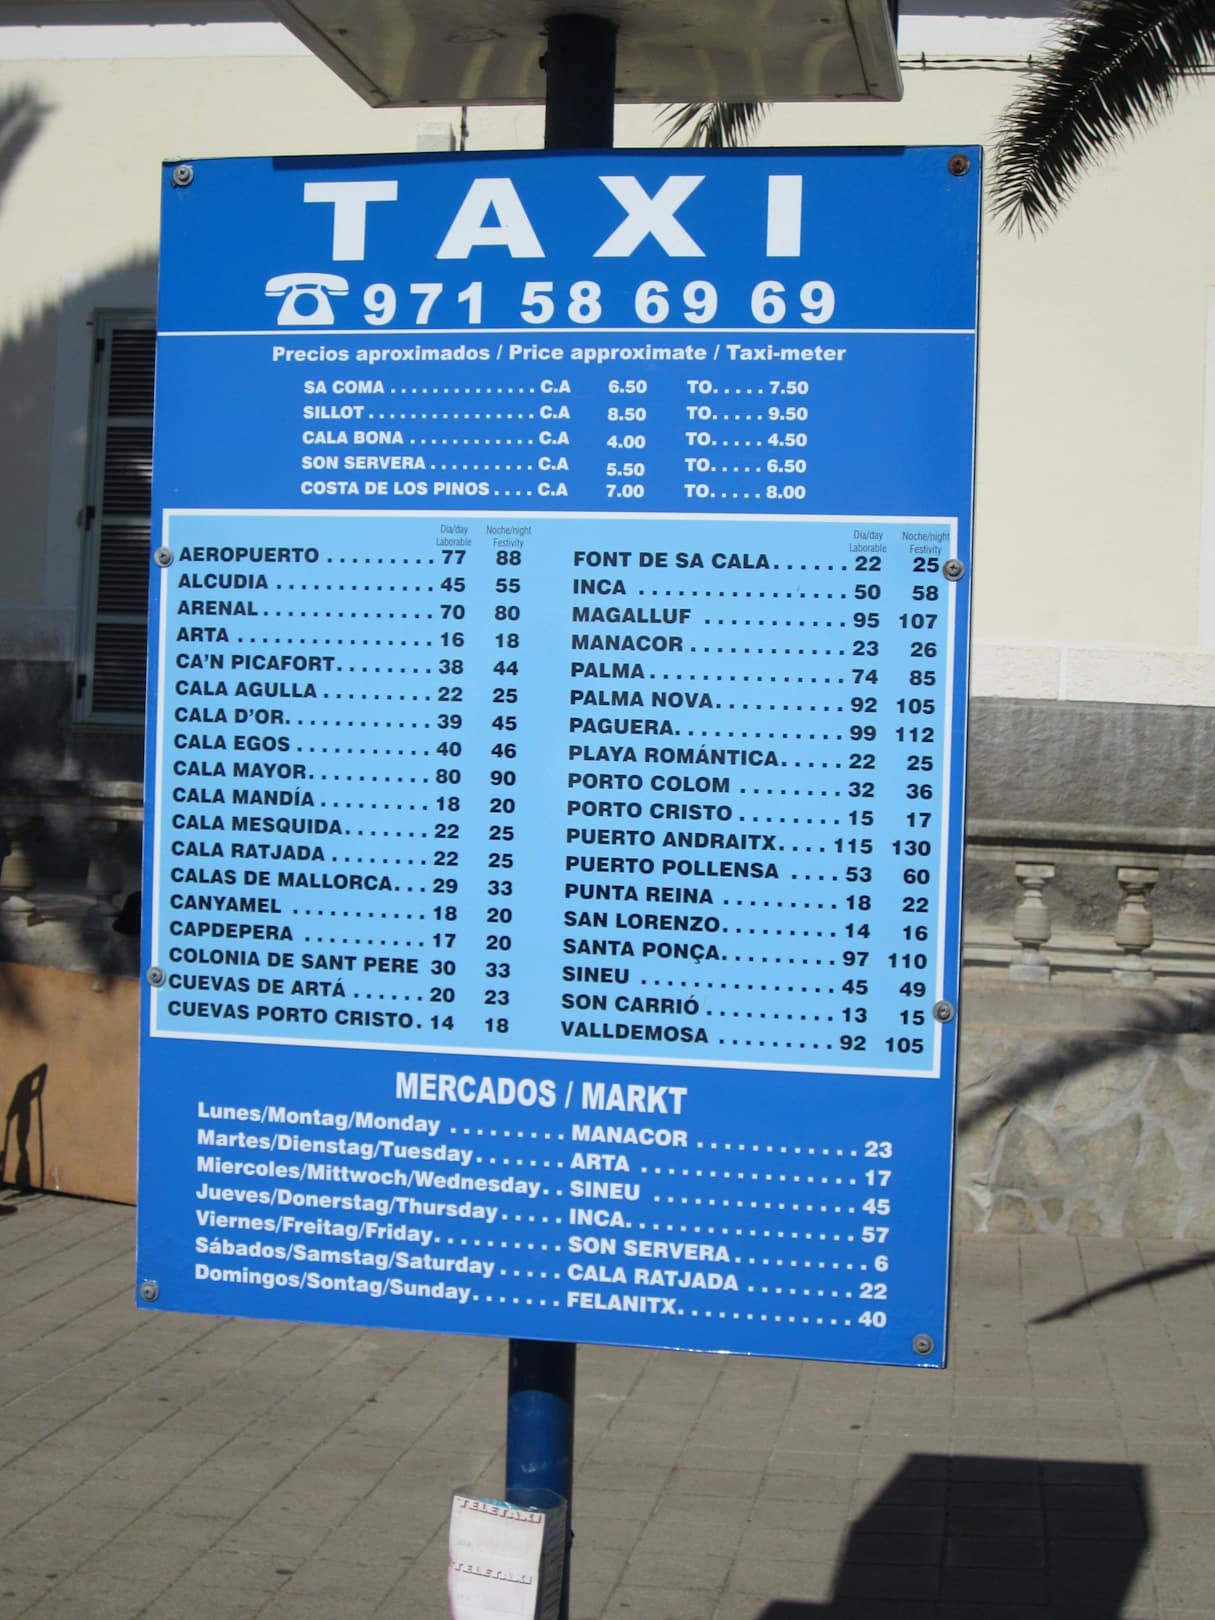 TAXI
971 58 69 69
Precios aproximados / Price approximate / Taxi-meter
SA COMA . . . . . . . . . . . . . . C.A 6.50 TO. . . . . 7.50
SILLOT . . . . . . . . . . . . . . . . C.A 8.50 TO. . . . . 9.50
CALA BONA . . . . . . . . . . . . C.A 4.00 TO. . . . . 4.50
SON SERVERA . . . . . . . . . . C.A 5.50 TO. . . . . 6.50
COSTA DE LOS PINOS . . . . C.A 7.00 TO. . . . . 8.00
Día/day Noche/night
Laborable Festivity
AEROPUERTO . . . . . . . . . 77 88
ALCUDIA . . . . . . . . . . . . . 45 55
ARENAL . . . . . . . . . . . . . . 70 80
ARTA . . . . . . . . . . . . . . . . 16 18
CA'N PICAFORT. . . . . . . . 38 44
CALA AGULLA . . . . . . . . . 22 25
CALA D'OR. . . . . . . . . . . . 39 45
CALA EGOS . . . . . . . . . . . 40 46
CALA MAYOR. . . . . . . . . . 80 90
CALA MANDÍA . . . . . . . . . 18 20
CALA MESQUIDA. . . . . . . 22 25
CALA RATJADA . . . . . . . . 22 25
CALAS DE MALLORCA. . . 29 33
CANYAMEL . . . . . . . . . . . 18 20
CAPDEPERA . . . . . . . . . . 17 20
COLONIA DE SANT PERE 30 33
CUEVAS DE ARTÁ . . . . . . 20 23
CUEVAS PORTO CRISTO. 14 18
Día/day Noche/night
Laborable Festivity
FONT DE SA CALA. . . . . . 22 25
INCA . . . . . . . . . . . . . . . . 50 58
MAGALLUF . . . . . . . . . . . 95 107
MANACOR . . . . . . . . . . . . 23 26
PALMA. . . . . . . . . . . . . . . 74 85
PALMA NOVA. . . . . . . . . . 92 105
PAGUERA. . . . . . . . . . . . . 99 112
PLAYA ROMÁNTICA. . . . . 22 25
PORTO COLOM . . . . . . . . 32 36
PORTO CRISTO . . . . . . . . 15 17
PUERTO ANDRAITX. . . . 115 130
PUERTO POLLENSA . . . . 53 60
PUNTA REINA . . . . . . . . . 18 22
SAN LORENZO. . . . . . . . . 14 16
SANTA PONÇA. . . . . . . . . 97 110
SINEU . . . . . . . . . . . . . . . 45 49
SON CARRIÓ . . . . . . . . . . 13 15
VALLDEMOSA . . . . . . . . . 92 105
MERCADOS / MARKT
Lunes/Montag/Monday . . . . . . . . . MANACOR . . . . . . . . . . . . 23
Martes/Dienstag/Tuesday. . . . . . . ARTA . . . . . . . . . . . . . . . . 17
Miercoles/Mittwoch/Wednesday. . SINEU . . . . . . . . . . . . . . . 45
Jueves/Donerstag/Thursday . . . . . INCA. . . . . . . . . . . . . . . . . 57
Viernes/Freitag/Friday. . . . . . . . . . SON SERVERA . . . . . . . . . . 6
Sábados/Samstag/Saturday . . . . . CALA RATJADA . . . . . . . . . 22
Domingos/Sontag/Sunday. . . . . . . FELANITX. . . . . . . . . . . . . 40
TELETAXI
TELETAXI